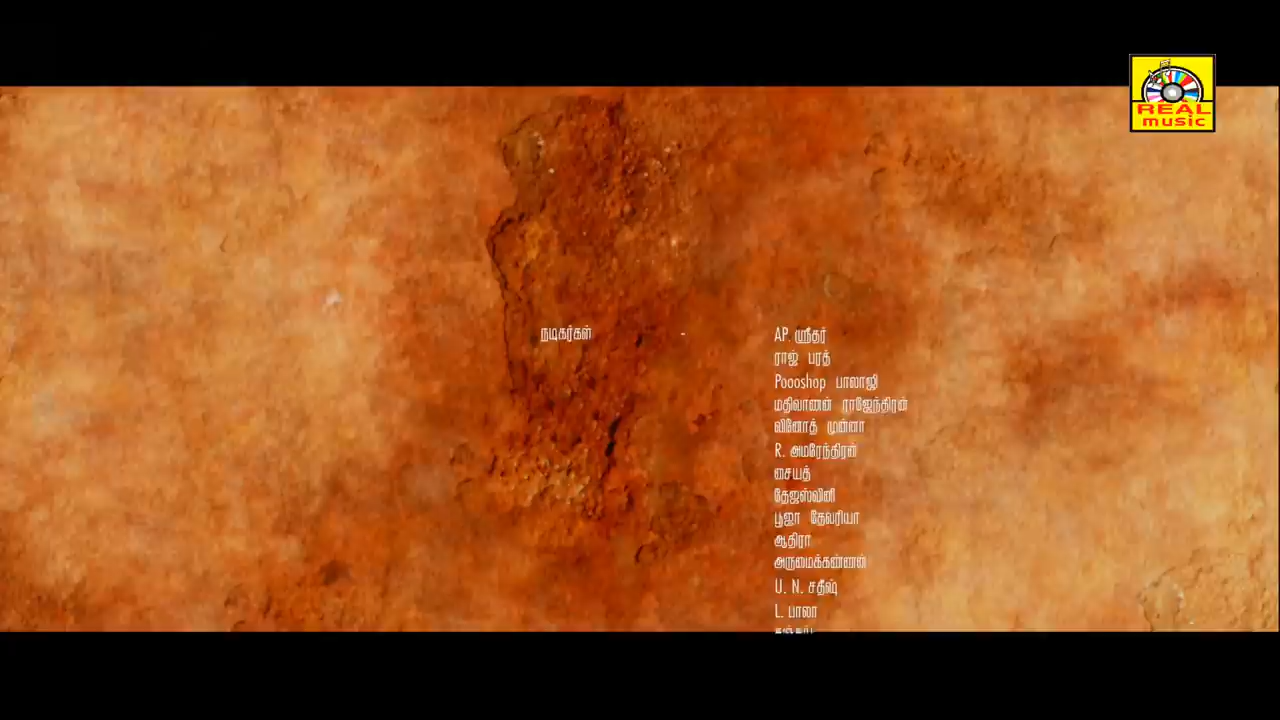 REAL
music
நடிகர்கள் - AP. ஸ்ரீதர்
ராஜ் பரத்
Poooshop பாலாஜி
மதிவாணன் ராஜேந்திரன்
வினோத் முன்னா
R. அமரேந்திரன்
சையத்
தேஜஸ்வினி
பூஜா தேவரியா
ஆதிரா
அருமைக்கண்ணன்
U. N. சதீஷ்
L. பாலா